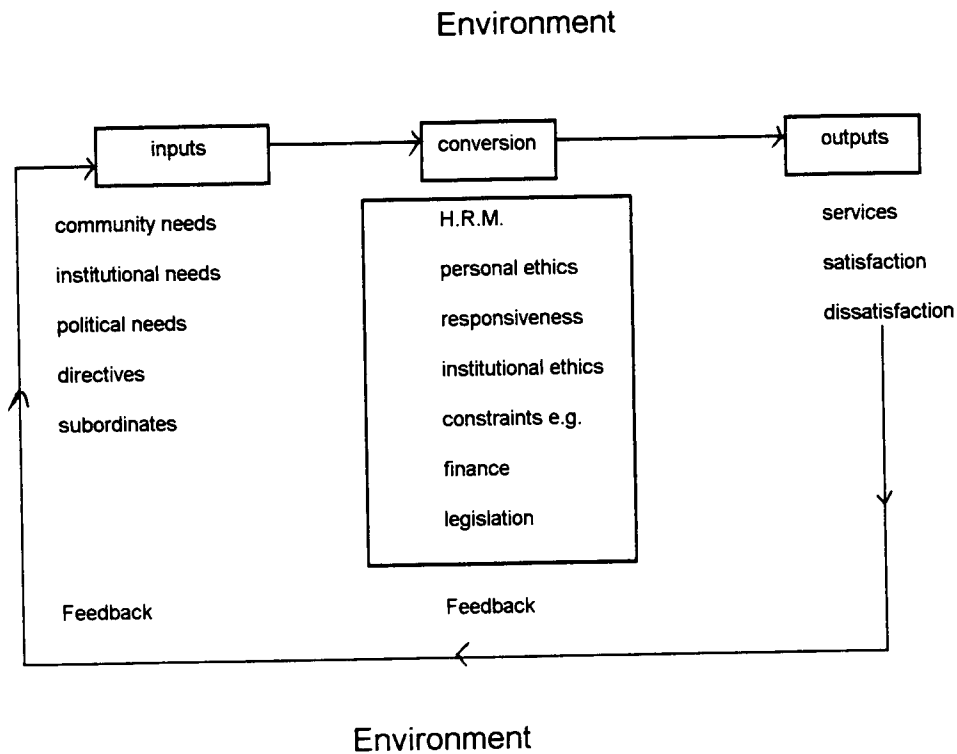 Environment
inputs
conversion
outputs
community needs
institutional needs
political needs
directives
subordinates
H.R.M.
personal ethics
responsiveness
institutional ethics
constraints e.g.
finance
legislation
services
satisfaction
dissatisfaction
Feedback
Feedback
Environment